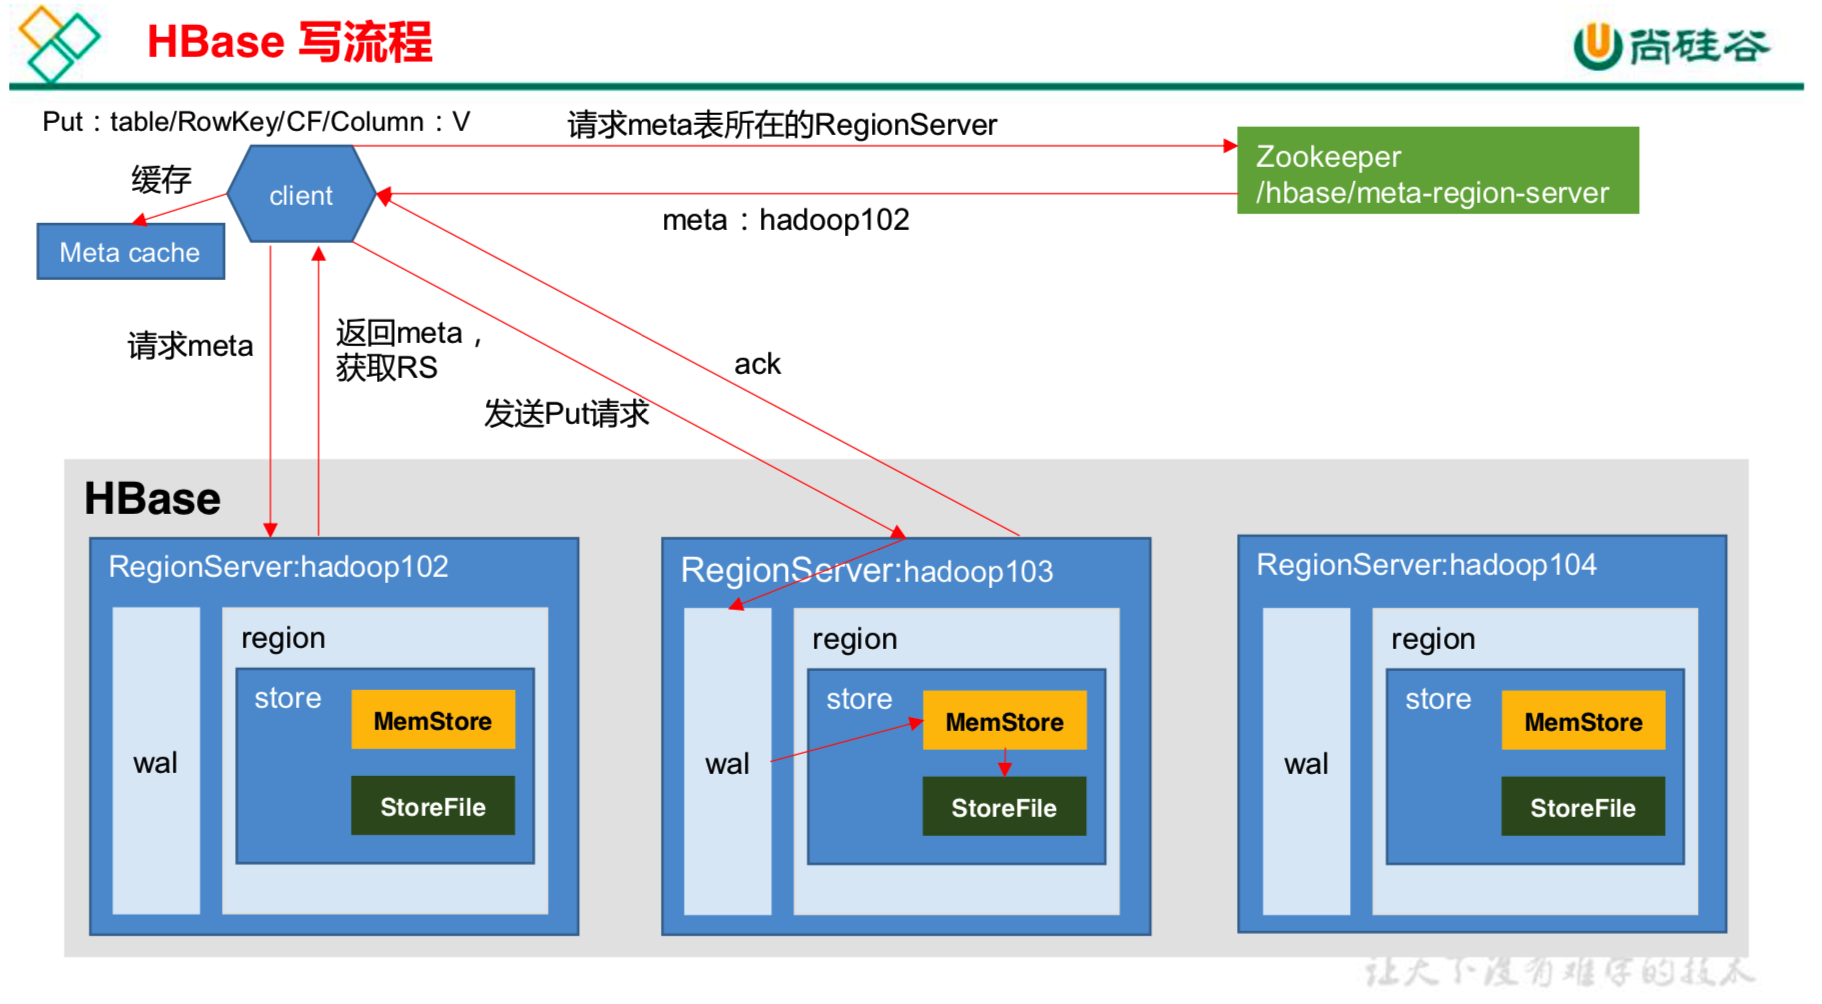 HBase 写流程
尚硅谷
Put：table/RowKey/CF/Column：V
请求meta表所在的RegionServer
Zookeeper
/hbase/meta-region-server
缓存
client
meta：hadoop102
Meta cache
请求meta
返回meta，
获取RS
ack
发送Put请求
HBase
RegionServer:hadoop102
wal
region
store
MemStore
StoreFile
RegionServer:hadoop103
wal
region
store
MemStore
StoreFile
RegionServer:hadoop104
wal
region
store
MemStore
StoreFile
让天下没有难学的技术